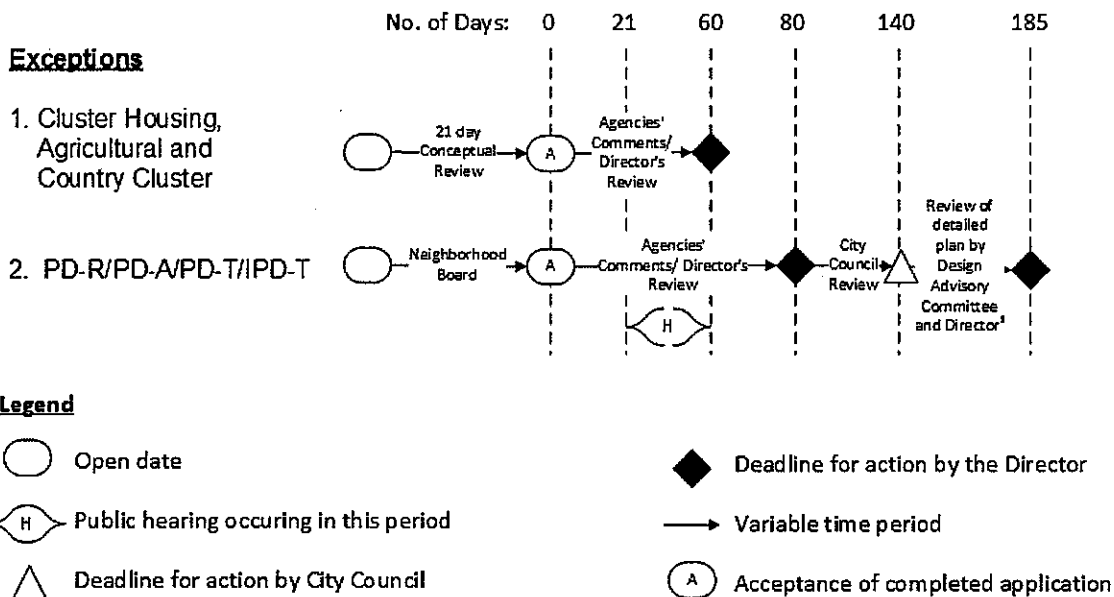 No. of Days: 0 21 60 80 140 185
Exceptions
1. Cluster Housing,
Agricultural and
Country Cluster
21 day
Conceptual
Review
A
Agencies'
Comments/
Director's
Review
2. PD-R/PD-A/PD-T/IPD-T
Neighborhood
Board
A
Agencies'
Comments/ Director's
Review
City
Council
Review
Review of
detailed
plan by
Design
Advisory
Committee
and Director¹
H
Legend
Open date
Deadline for action by the Director
H Public hearing occuring in this period
Variable time period
Deadline for action by City Council
A Acceptance of completed application